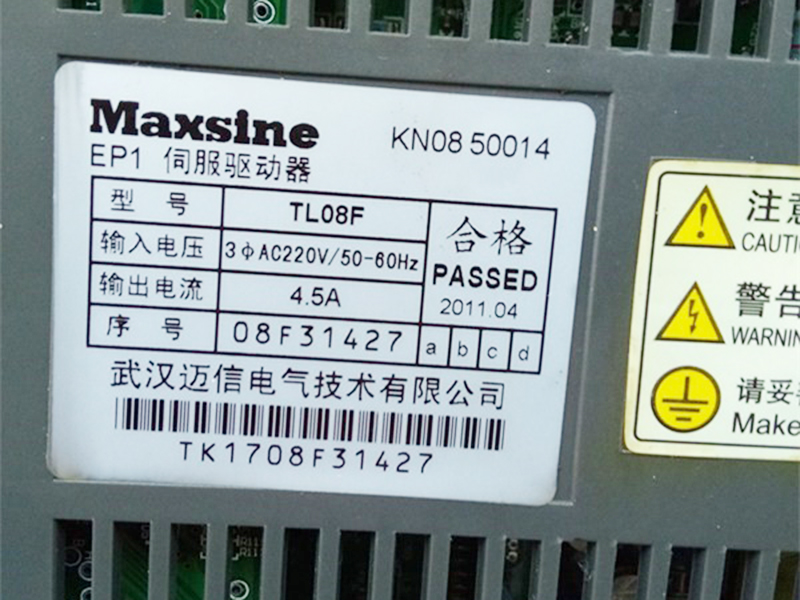 Maxsine
KN08 50014
EP1 伺服驱动器
型 号 TL08F
输入电压 3ΦAC220V/50-60Hz
输出电流 4.5A
序 号 08F31427
合格
PASSED
2011.04
a b c d
武汉迈信电气技术有限公司
TK1708F31427
注意
CAUTI
警告
WARNIN
请妥
Make